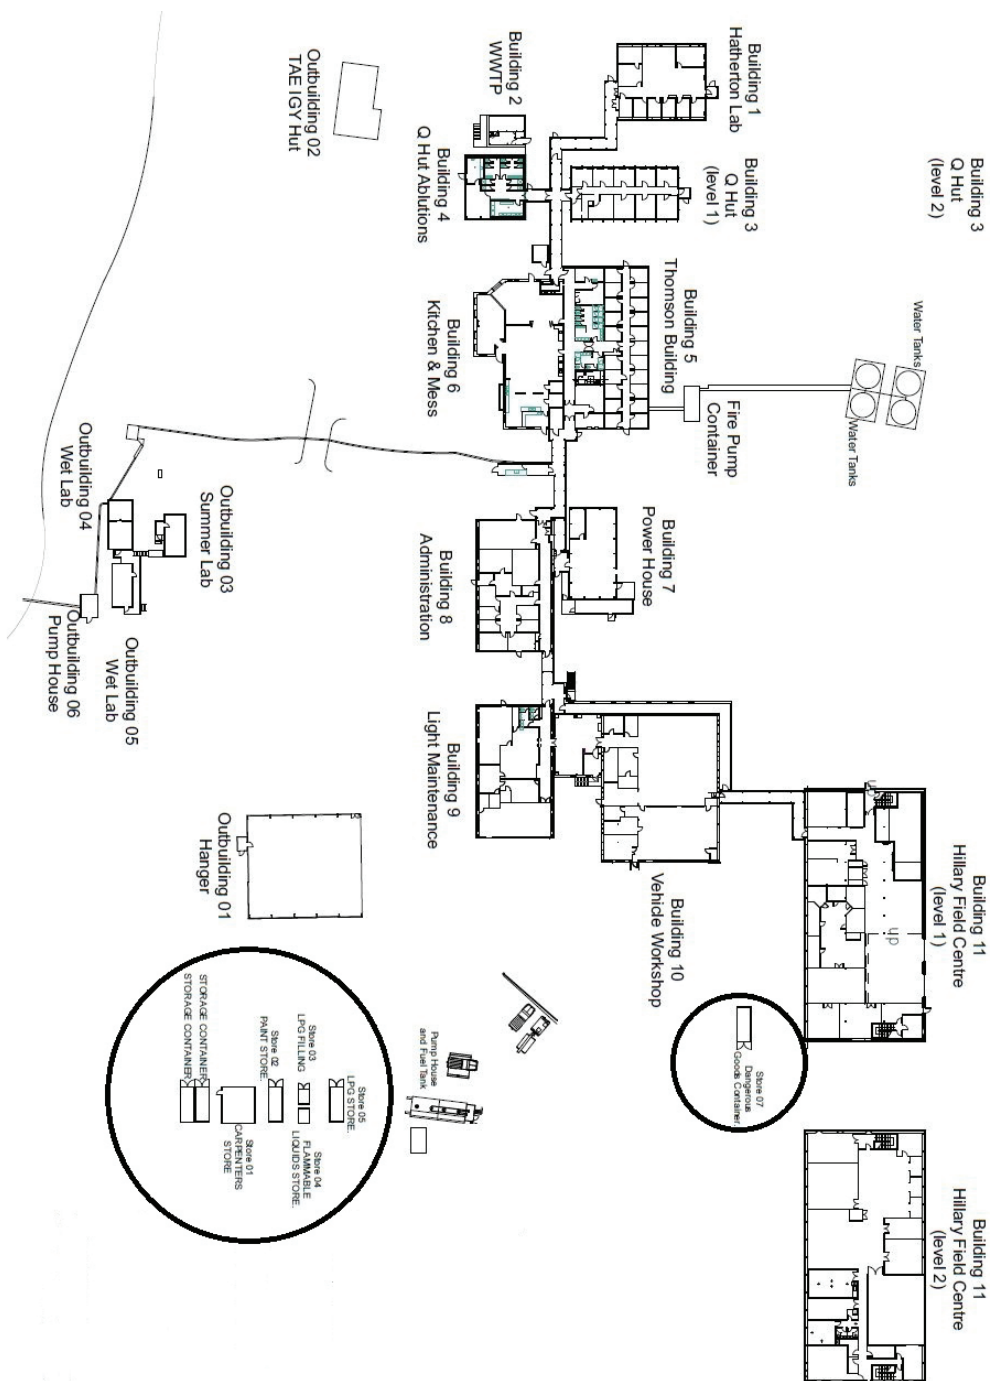 Building 1
Hatherton Lab
Building 2
WWTP
Outbuilding 02
TAE IGY Hut
Building 4
Q Hut Ablutions
Building 3
Q Hut
(level 1)
Building 3
Q Hut
(level 2)
Building 5
Thomson Building
Building 6
Kitchen & Mess
Fire Pump
Container
Water Tanks
Water Tanks
Outbuilding 04
Wet Lab
Outbuilding 03
Summer Lab
Building 7
Power House
Building 8
Administration
Outbuilding 06
Pump House
Outbuilding 05
Wet Lab
Building 9
Light Maintenance
Outbuilding 01
Hanger
Building 10
Vehicle Workshop
up
up
Building 11
Hillary Field Centre
(level 1)
STORAGE CONTAINER
STORAGE CONTAINER
Store 02
PAINT STORE.
Store 03
LPG FILLING
Store 05
LPG STORE.
Store 01
CARPENTERS
STORE
Store 04
FLAMMABLE
LIQUIDS STORE.
Pump House
and Fuel Tank
Store 07
Dangerous
Goods Container.
Building 11
Hillary Field Centre
(level 2)